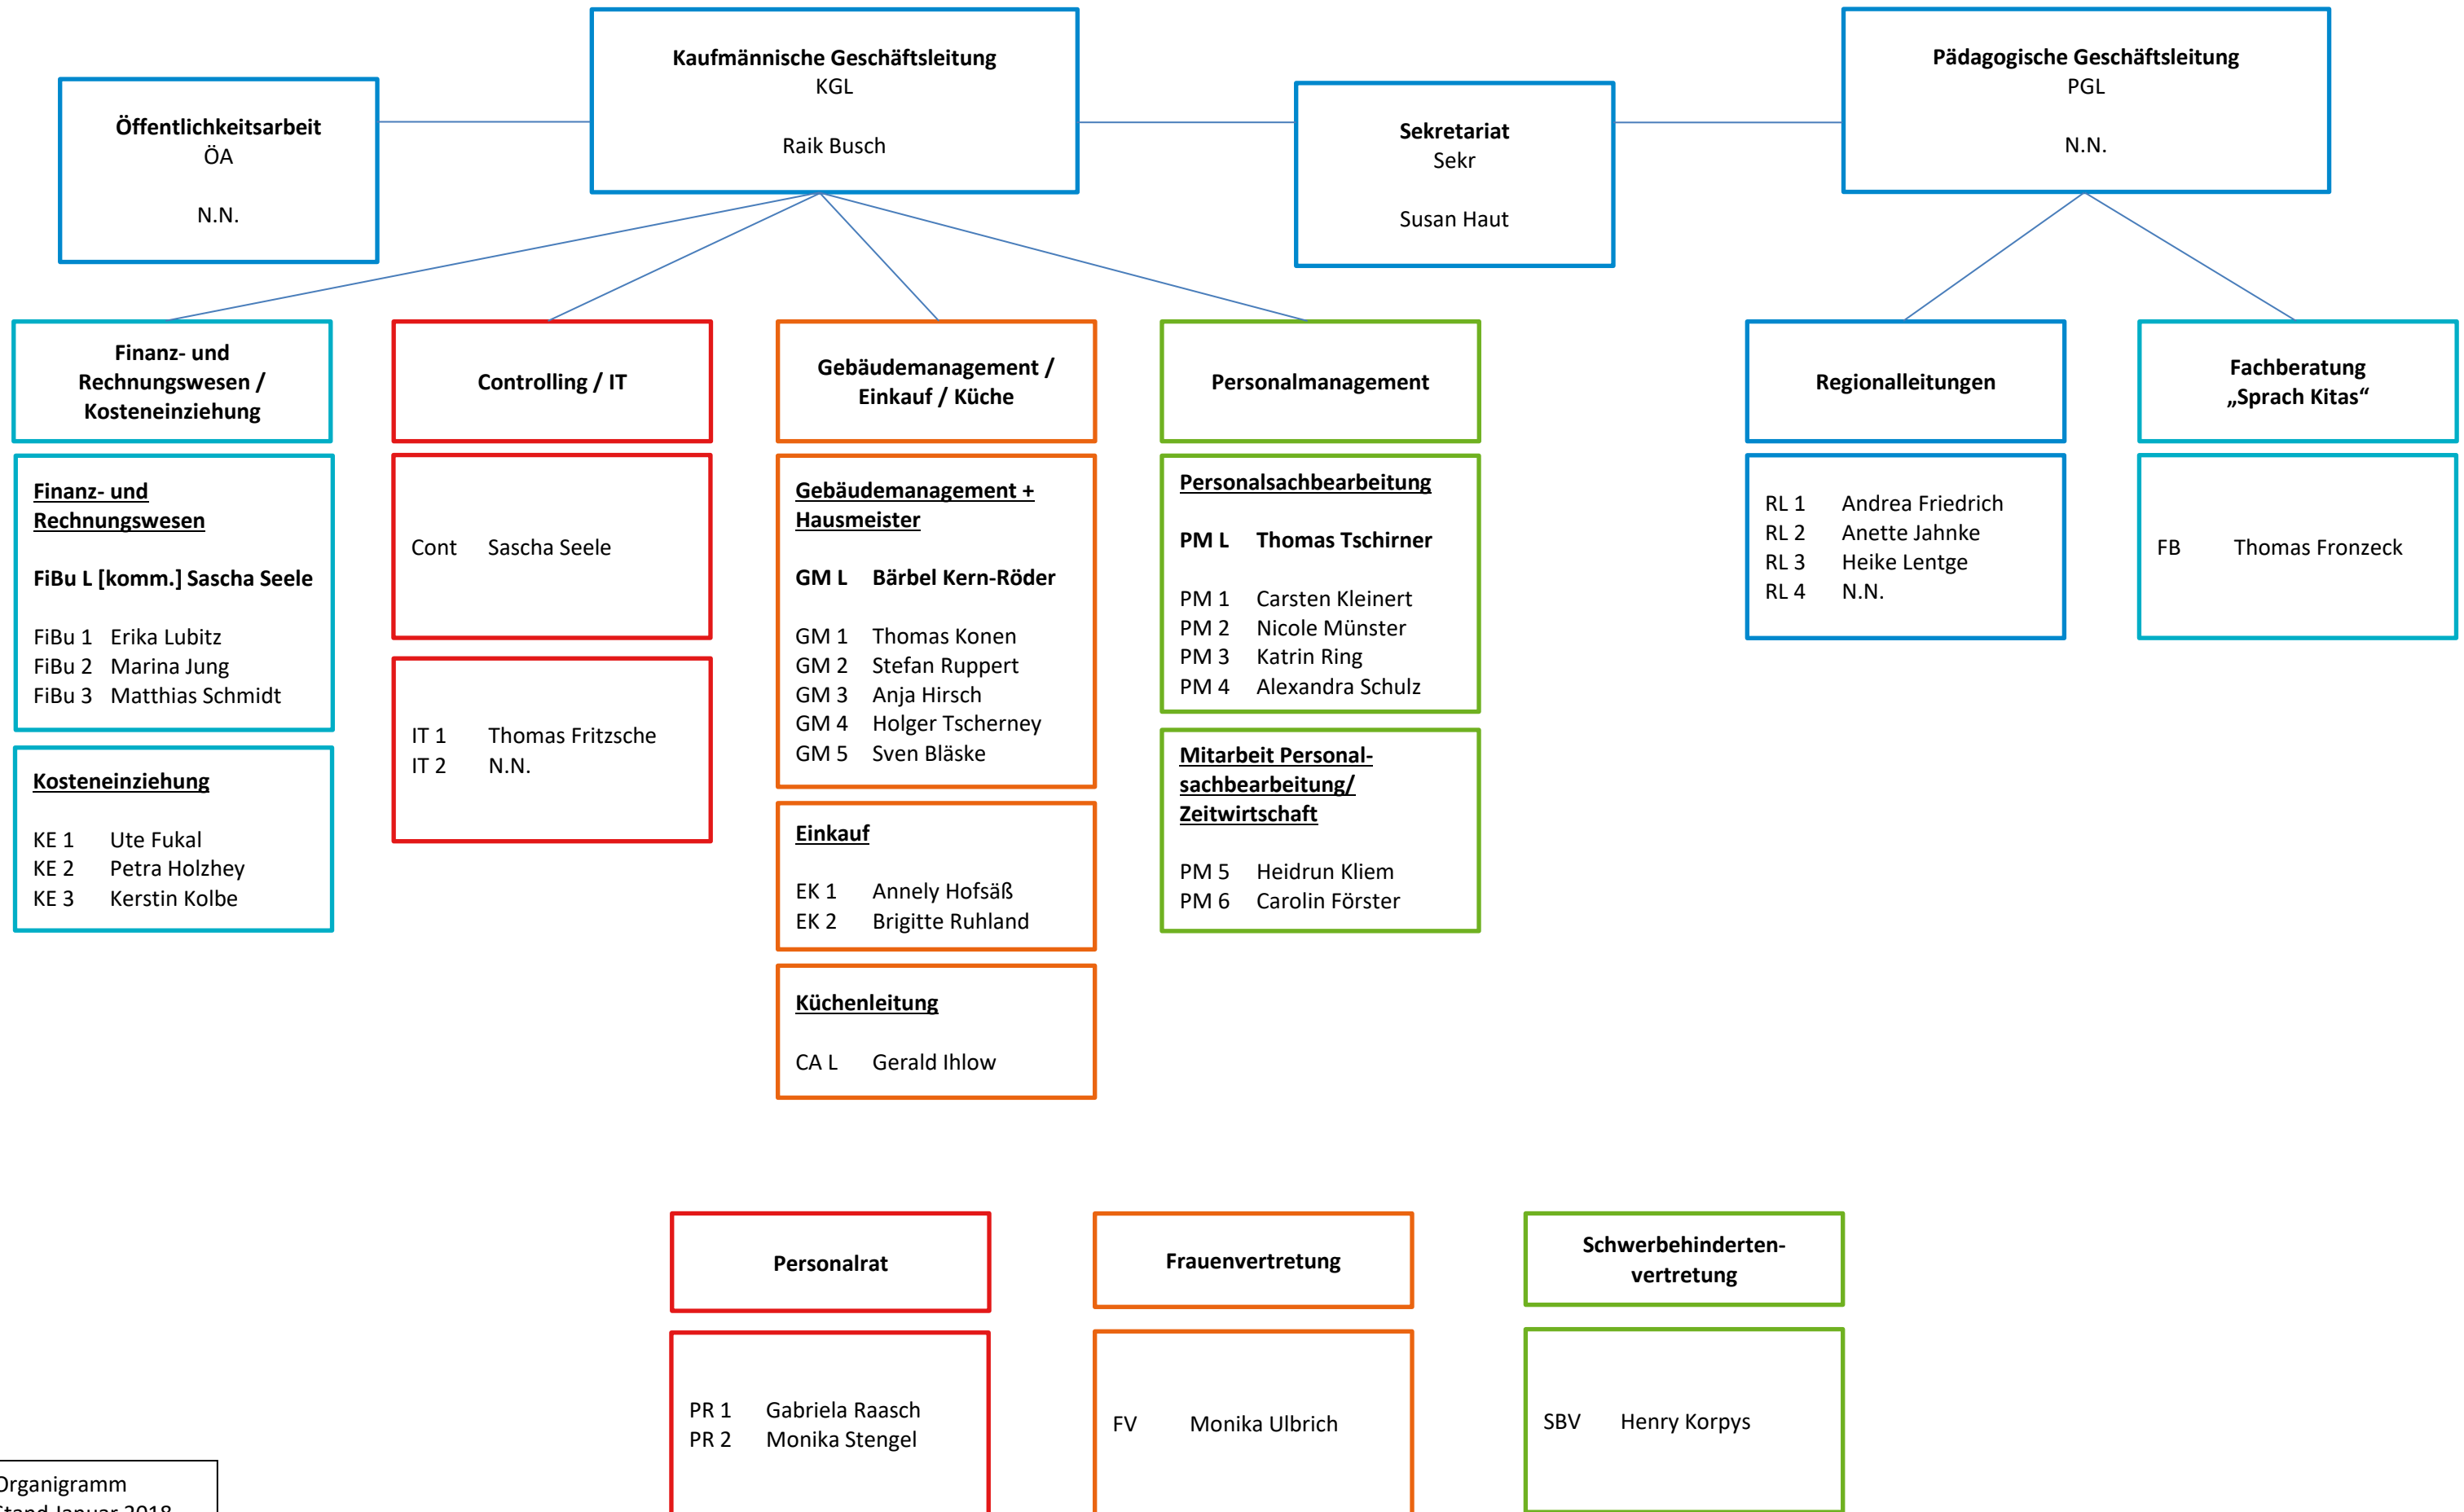 Kaufmännische Geschäftsleitung
KGL
Raik Busch
Pädagogische Geschäftsleitung
PGL
N.N.
Öffentlichkeitsarbeit
ÖA
N.N.
Sekretariat
Sekr
Susan Haut
Finanz- und
Rechnungswesen /
Kosteneinziehung
Controlling / IT
Gebäudemanagement /
Einkauf / Küche
Personalmanagement
Regionalleitungen
Fachberatung
„Sprach Kitas“
Finanz- und
Rechnungswesen
FiBu L [komm.] Sascha Seele
FiBu 1 Erika Lubitz
FiBu 2 Marina Jung
FiBu 3 Matthias Schmidt
Kosteneinziehung
KE 1 Ute Fukal
KE 2 Petra Holzhey
KE 3 Kerstin Kolbe
Cont Sascha Seele
IT 1 Thomas Fritzsche
IT 2 N.N.
Gebäudemanagement +
Hausmeister
GM L Bärbel Kern-Röder
GM 1 Thomas Konen
GM 2 Stefan Ruppert
GM 3 Anja Hirsch
GM 4 Holger Tscherney
GM 5 Sven Bläske
Einkauf
EK 1 Annely Hofsäß
EK 2 Brigitte Ruhland
Küchenleitung
CA L Gerald Ihlow
Personalsachbearbeitung
PM L Thomas Tschirner
PM 1 Carsten Kleinert
PM 2 Nicole Münster
PM 3 Katrin Ring
PM 4 Alexandra Schulz
Mitarbeit Personal-
sachbearbeitung/
Zeitwirtschaft
PM 5 Heidrun Kliem
PM 6 Carolin Förster
RL 1 Andrea Friedrich
RL 2 Anette Jahnke
RL 3 Heike Lentge
RL 4 N.N.
FB Thomas Fronzeck
Personalrat
PR 1 Gabriela Raasch
PR 2 Monika Stengel
Frauenvertretung
FV Monika Ulbrich
Schwerbehinderten-
vertretung
SBV Henry Korpys
Organigramm
Stand Januar 2018